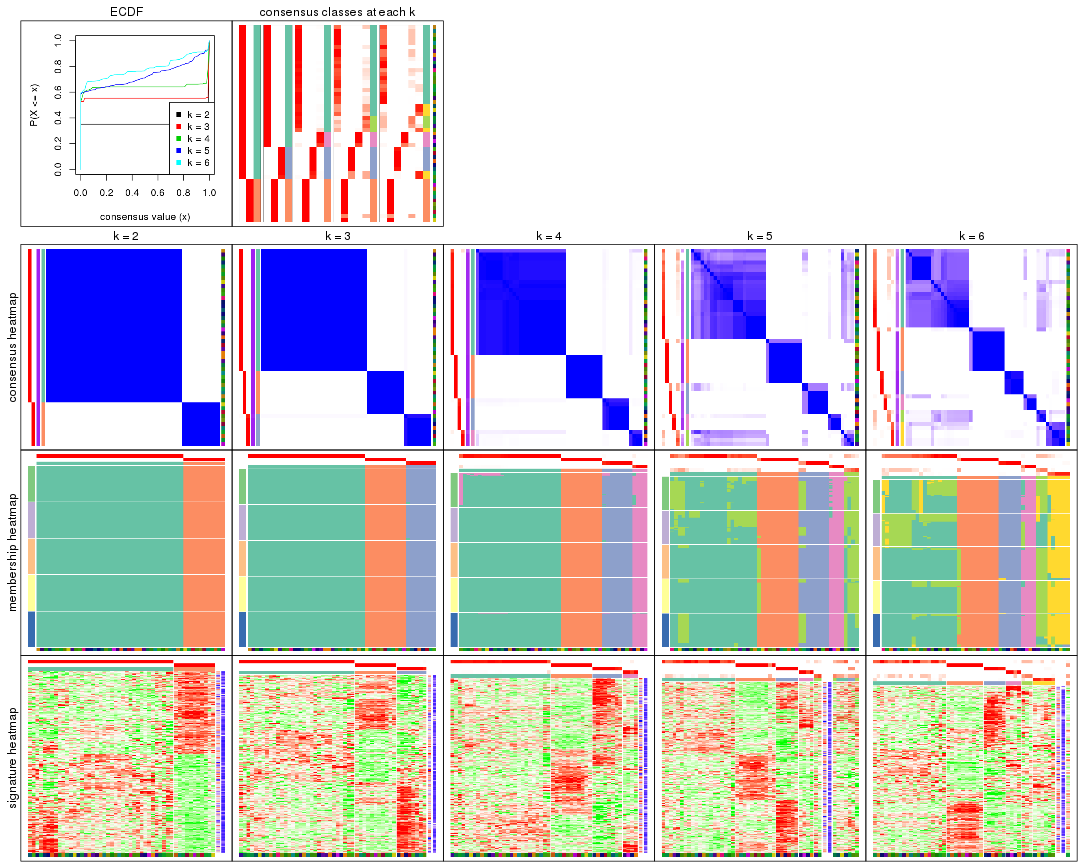 ECDF
consensus classes at each k
P(X <= x)
0.0 0.2 0.4 0.6 0.8 1.0
k = 2
k = 3
k = 4
k = 5
k = 6
0.0 0.2 0.4 0.6 0.8 1.0
consensus value (x)
k = 2
k = 3
k = 4
k = 5
k = 6
consensus heatmap
membership heatmap
signature heatmap